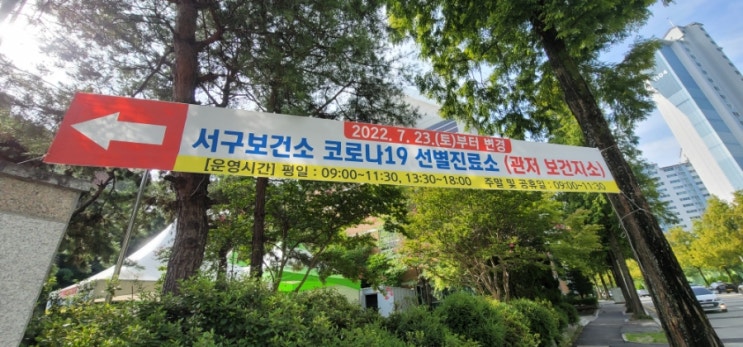 2022. 7. 23.(토)부터 변경
서구보건소 코로나19 선별진료소 (관저 보건지소)
[운영시간] 평일 : 09:00~11:30, 13:30~18:00 주말 및 공휴일 : 09:00~11:30